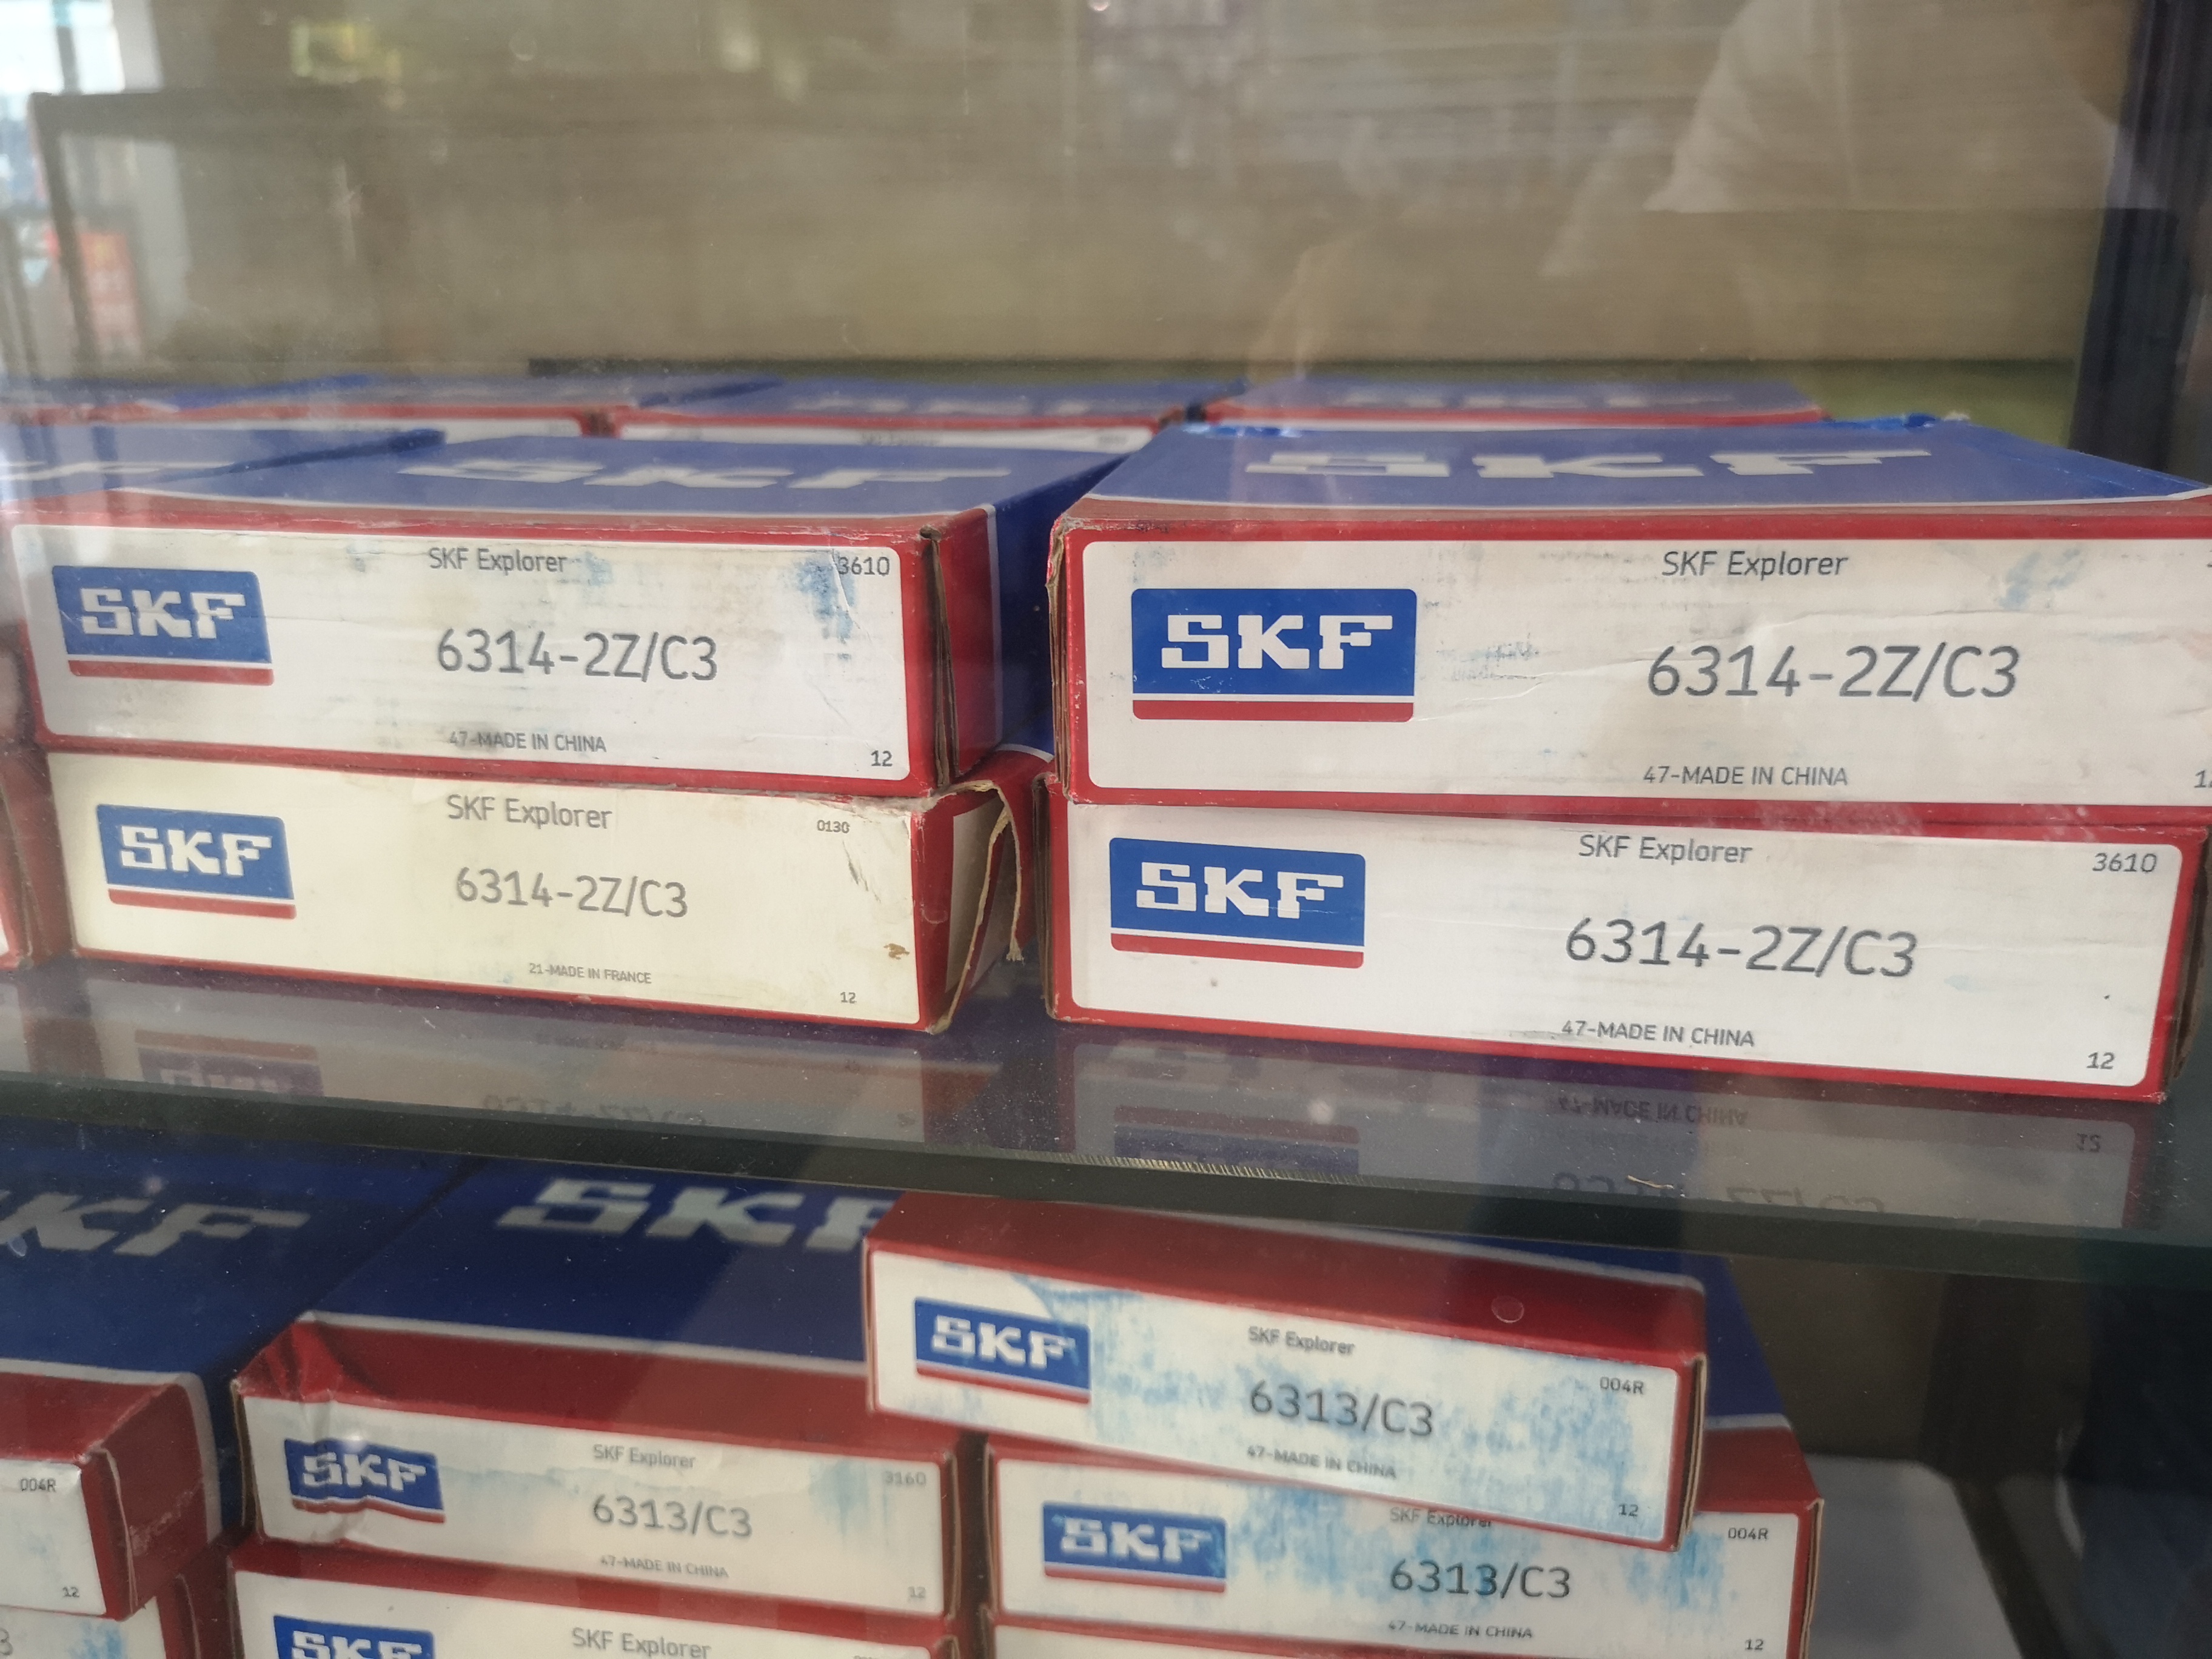 SKF
SKF
SKF Explorer
3610
SKF
6314-2Z/C3
47-MADE IN CHINA
12
SKF Explorer
SKF
6314-2Z/C3
47-MADE IN CHINA
SKF Explorer
0130
SKF
6314-2Z/C3
21-MADE IN FRANCE
12
SKF Explorer
3610
SKF
6314-2Z/C3
47-MADE IN CHINA
12
SKF
SKF Explorer
004R
SKF
6313/C3
47-MADE IN CHINA
12
004R
12
SKF Explorer
3160
SKF
6313/C3
47-MADE IN CHINA
12
SKF Explorer
004R
SKF
6313/C3
47-MADE IN CHINA
12
SKF Explorer
SKF